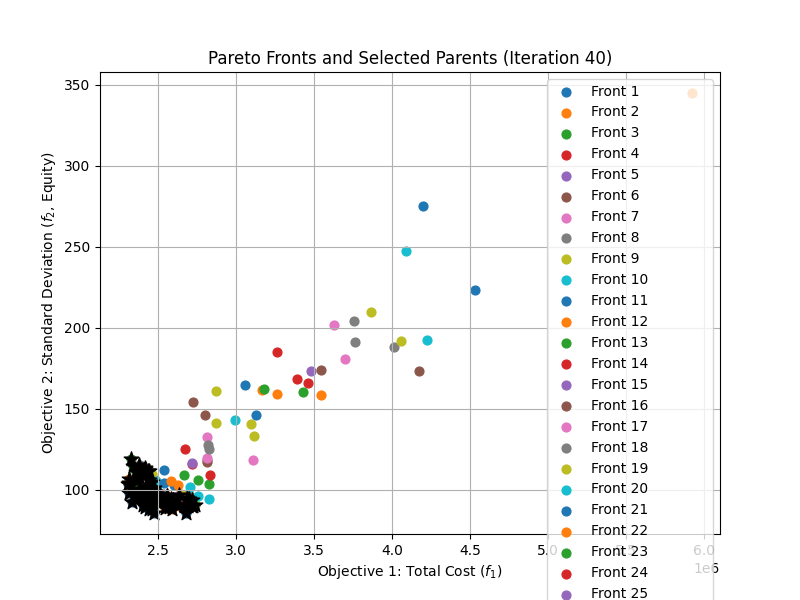 Pareto Fronts and Selected Parents (Iteration 40)
Objective 2: Standard Deviation (f₂, Equity)
350
300
250
200
150
100
2.5
3.0
3.5
4.0
4.5
5.0
6.0
1e6
Objective 1: Total Cost (f₁)
Front 1
Front 2
Front 3
Front 4
Front 5
Front 6
Front 7
Front 8
Front 9
Front 10
Front 11
Front 12
Front 13
Front 14
Front 15
Front 16
Front 17
Front 18
Front 19
Front 20
Front 21
Front 22
Front 23
Front 24
Front 25